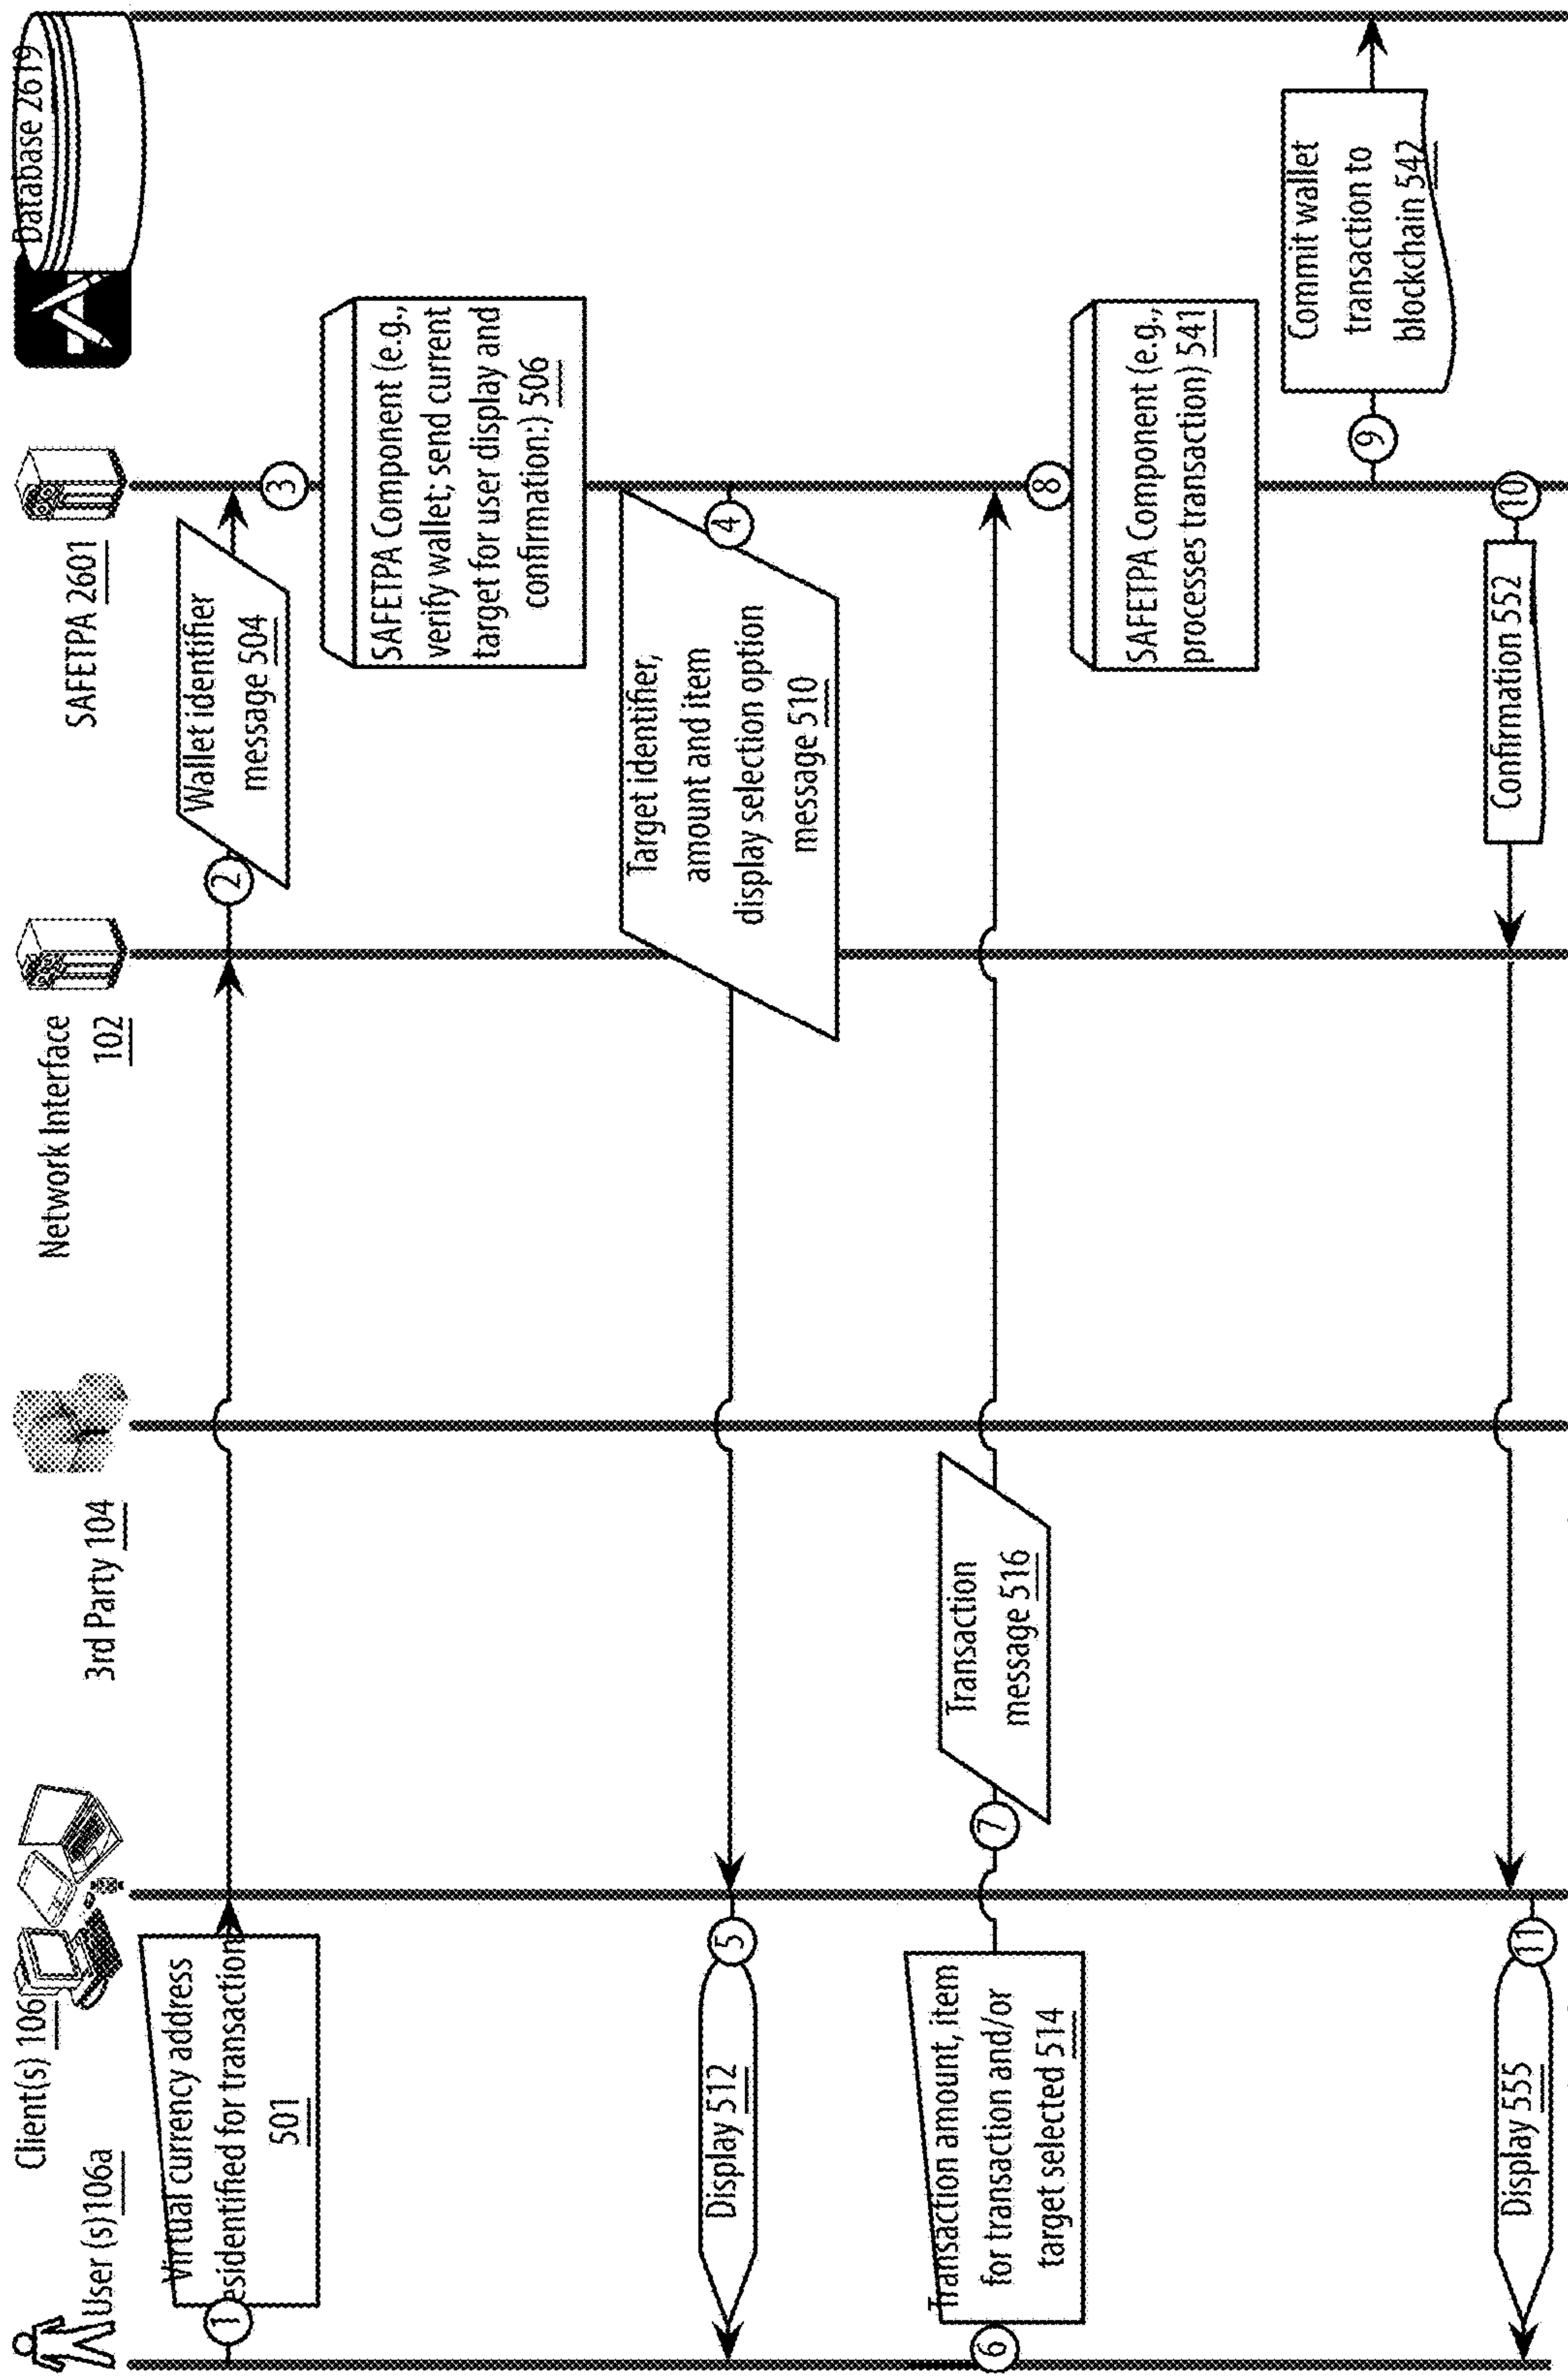 User (s)106a
Client(s) 106
3rd Party 104
Network Interface
102
SAFETPA 2601
Database 2619
1
Virtual currency address
esidentified for transaction
501
2
Wallet identifier
message 504
3
SAFETPA Component (e.g.,
verify wallet; send current
target for user display and
confirmation:) 506
4
Target identifier,
amount and item
display selection option
message 510
5
Display 512
6
Transaction amount, item
for transaction and/or
target selected 514
7
Transaction
message 516
8
SAFETPA Component (e.g.,
processes transaction) 541
9
Commit wallet
transaction to
blockchain 542
10
Confirmation 552
11
Display 555